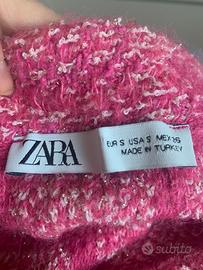 ZARA
EUR S USA S MEX 26
MADE IN TURKEY
subito